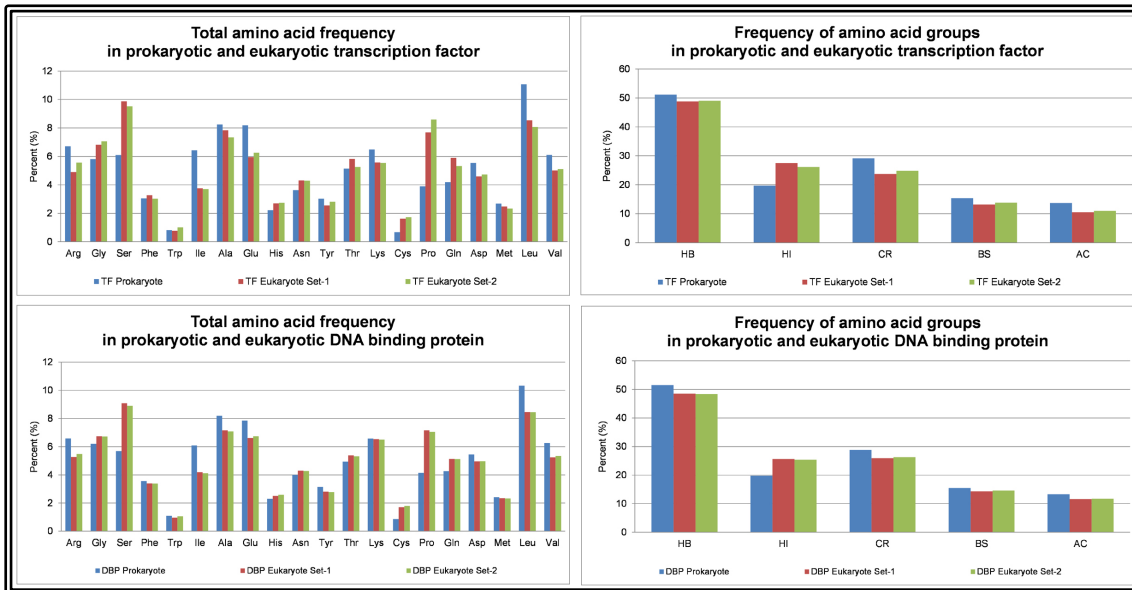 Total amino acid frequency
in prokaryotic and eukaryotic transcription factor
Percent (%)
12
10
8
6
4
2
0
Arg Gly Ser Phe Trp Ile Ala Glu His Asn Tyr Thr Lys Cys Pro Gln Asp Met Leu Val
TF Prokaryote TF Eukaryote Set-1 TF Eukaryote Set-2
Frequency of amino acid groups
in prokaryotic and eukaryotic transcription factor
Percent (%)
60
50
40
30
20
10
0
HB HI CR BS AC
TF Prokaryote TF Eukaryote Set-1 TF Eukaryote Set-2
Total amino acid frequency
in prokaryotic and eukaryotic DNA binding protein
Percent (%)
12
10
8
6
4
2
0
Arg Gly Ser Phe Trp Ile Ala Glu His Asn Tyr Thr Lys Cys Pro Gln Asp Met Leu Val
DBP Prokaryote DBP Eukaryote Set-1 DBP Eukaryote Set-2
Frequency of amino acid groups
in prokaryotic and eukaryotic DNA binding protein
Percent (%)
60
50
40
30
20
10
0
HB HI CR BS AC
DBP Prokaryote DBP Eukaryote Set-1 DBP Eukaryote Set-2